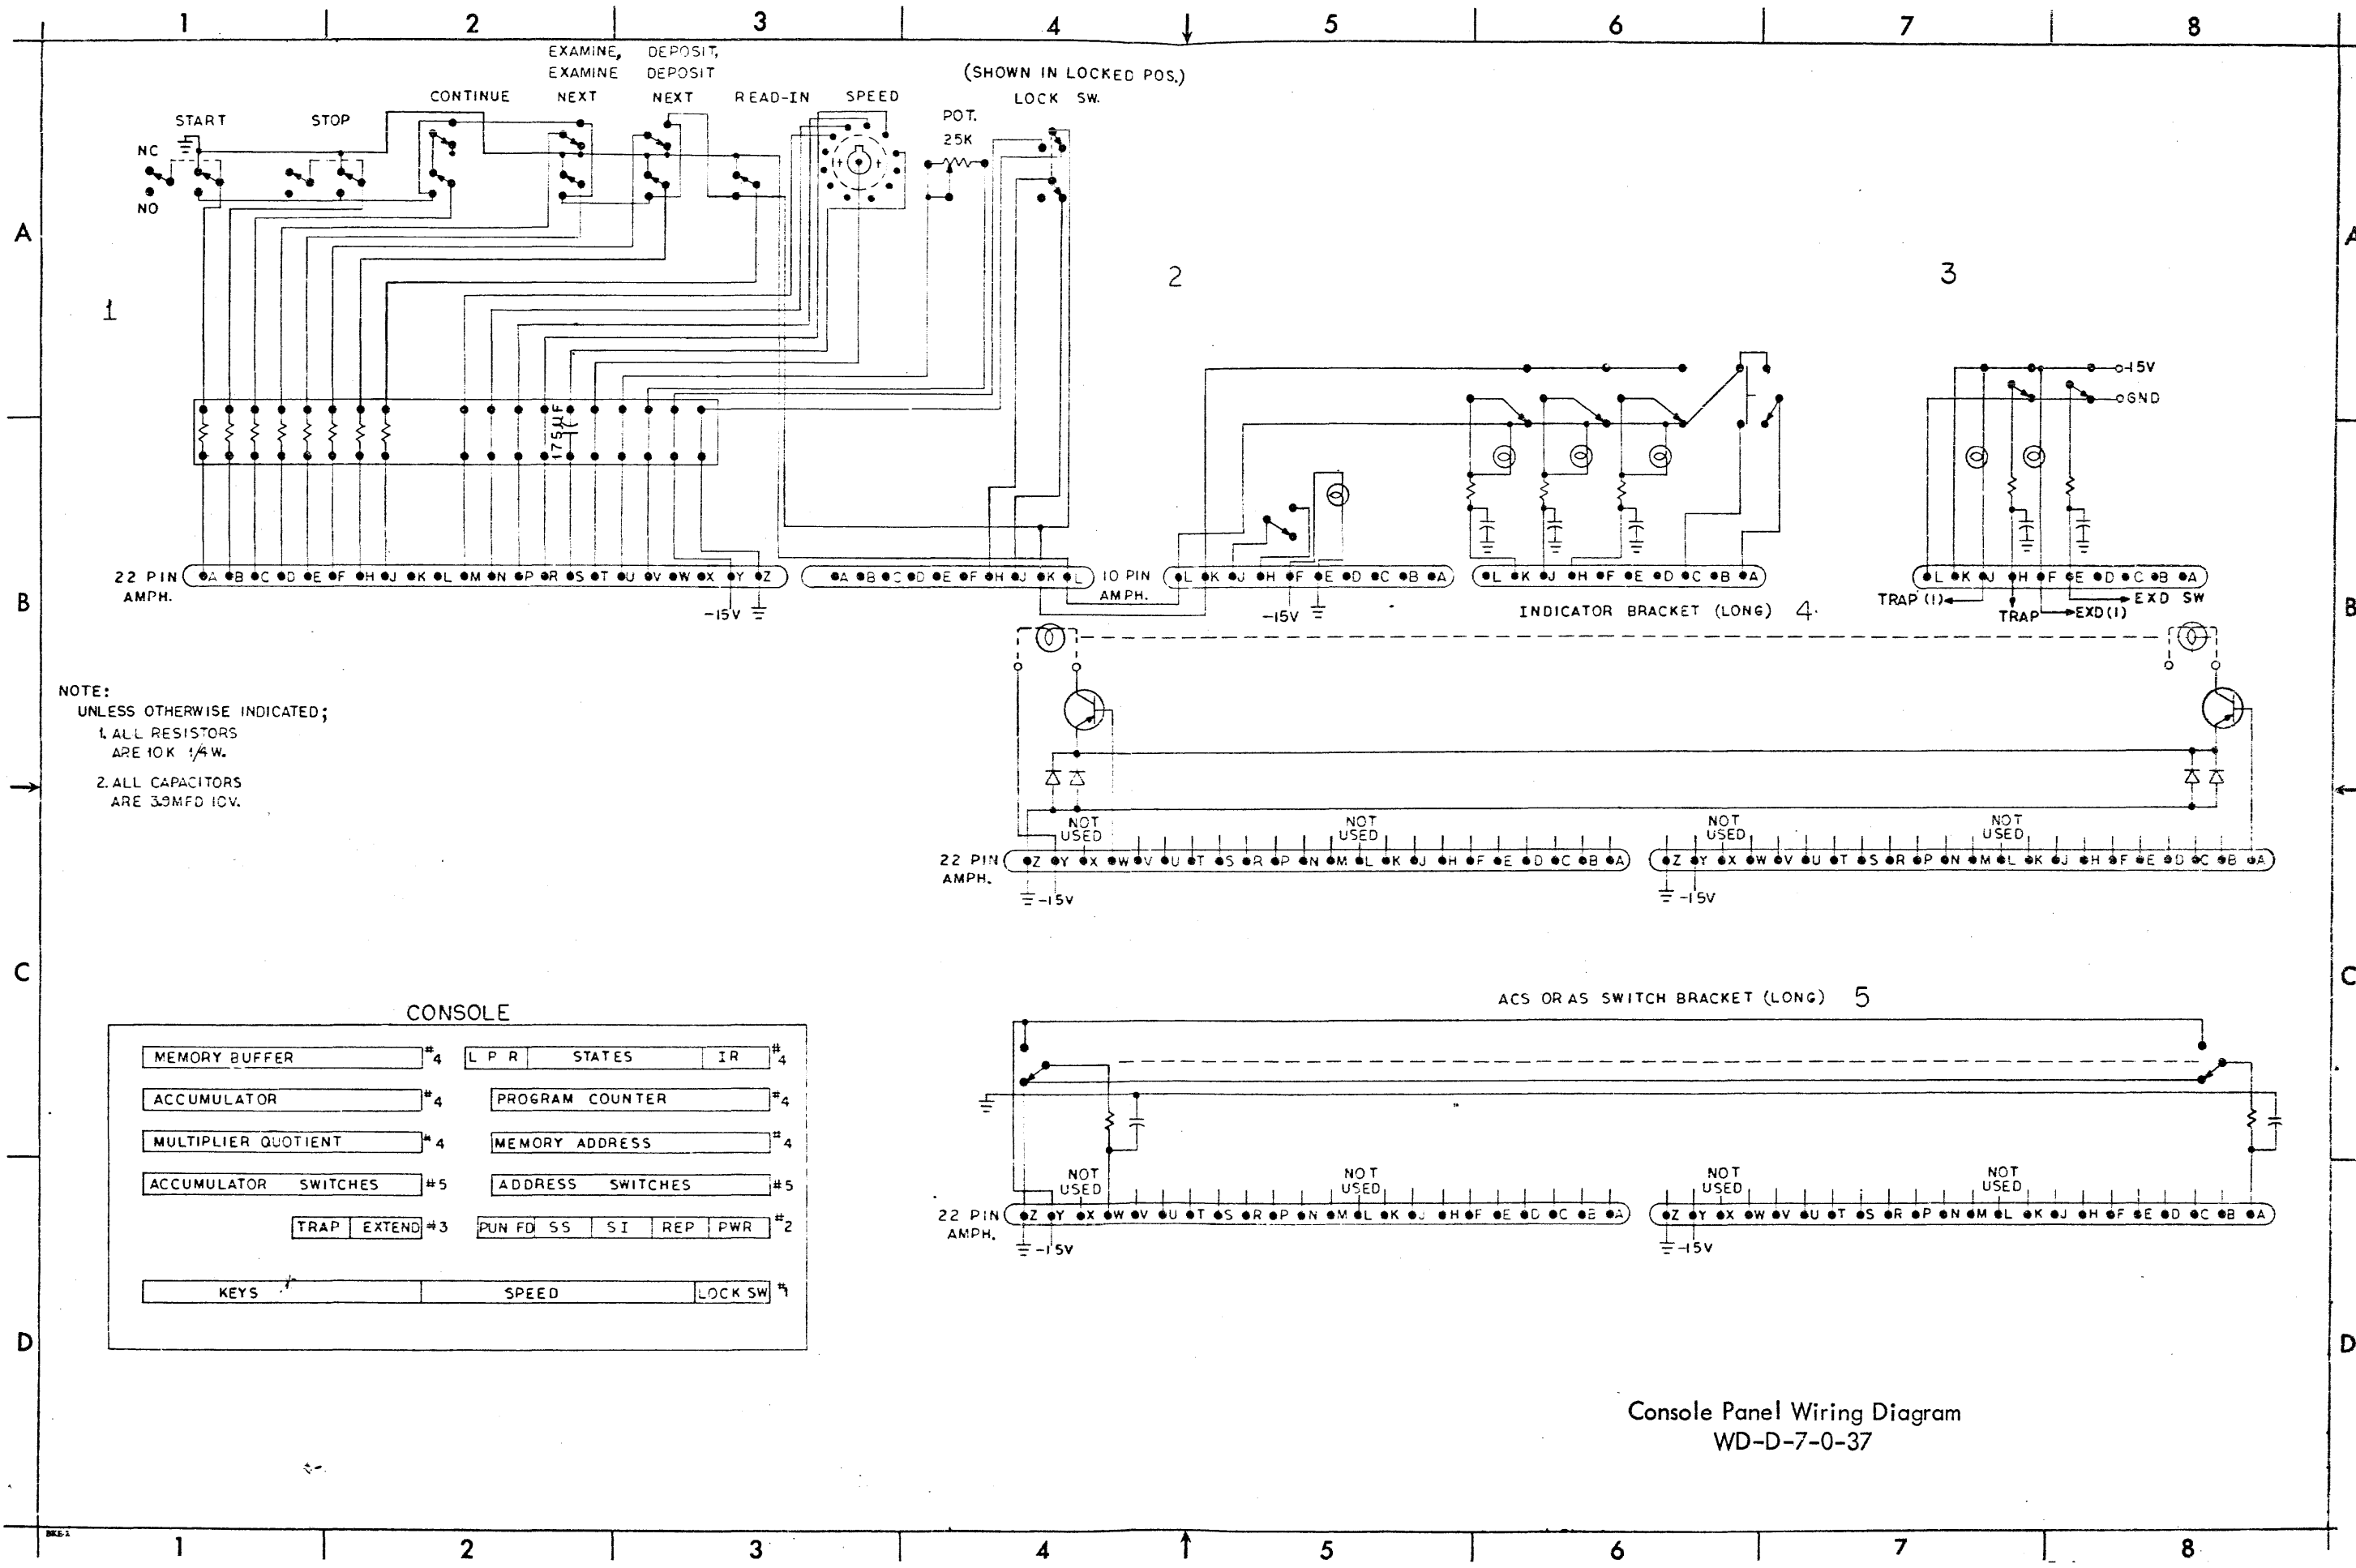 1 2 3 4 5 6 7 8
EXAMINE, DEPOSIT,
EXAMINE DEPOSIT (SHOWN IN LOCKED POS.)
CONTINUE NEXT NEXT READ-IN SPEED LOCK SW.
START STOP POT.
25K
NC
NO
A A
1 2 3
-15V
GND
175µF
22 PIN A B C D E F H J K L M N P R S T U V W X Y Z
AMPH.
-15V
A B C D E F H J K L 10 PIN
AMPH.
L K J H F E D C B A
-15V
L K J H F E D C B A
INDICATOR BRACKET (LONG) 4
L K J H F E D C B A
TRAP (1) TRAP EXD(1) EXD SW
B B
NOTE:
UNLESS OTHERWISE INDICATED;
1. ALL RESISTORS
ARE 10K 1/4W.
2. ALL CAPACITORS
ARE 3.9MFD 10V.
NOT
USED
NOT
USED
NOT
USED
NOT
USED
22 PIN Z Y X W V U T S R P N M L K J H F E D C B A
AMPH.
-15V
Z Y X W V U T S R P N M L K J H F E D C B A
-15V
C C
ACS OR AS SWITCH BRACKET (LONG) 5
CONSOLE
MEMORY BUFFER #4 L P R STATES IR #4
ACCUMULATOR #4 PROGRAM COUNTER #4
MULTIPLIER QUOTIENT #4 MEMORY ADDRESS #4
ACCUMULATOR SWITCHES #5 ADDRESS SWITCHES #5
TRAP EXTEND #3 PUN FD SS SI REP PWR #2
KEYS SPEED LOCK SW #1
NOT
USED
NOT
USED
NOT
USED
NOT
USED
22 PIN Z Y X W V U T S R P N M L K J H F E D C B A
AMPH.
-15V
Z Y X W V U T S R P N M L K J H F E D C B A
-15V
D D
Console Panel Wiring Diagram
WD-D-7-0-37
1 2 3 4 5 6 7 8